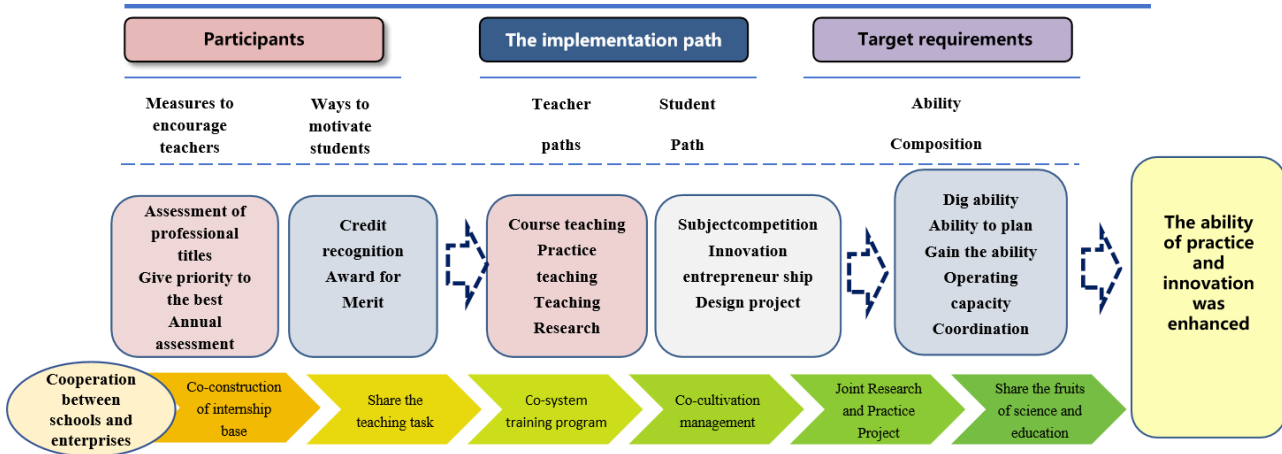 Participants
The implementation path
Target requirements
Measures to
encourage
teachers
Ways to
motivate
students
Teacher
paths
Student
Path
Ability
Composition
Assessment of
professional
titles
Give priority to
the best
Annual
assessment
Credit
recognition
Award for
Merit
Course teaching
Practice
teaching
Teaching
Research
Subjectcompetition
Innovation
entrepreneur ship
Design project
Dig ability
Ability to plan
Gain the ability
Operating
capacity
Coordination
The ability
of practice
and
innovation
was
enhanced
Cooperation
between
schools and
enterprises
Co-construction
of internship
base
Share the
teaching task
Co-system
training program
Co-cultivation
management
Joint Research
and Practice
Project
Share the fruits
of science and
education